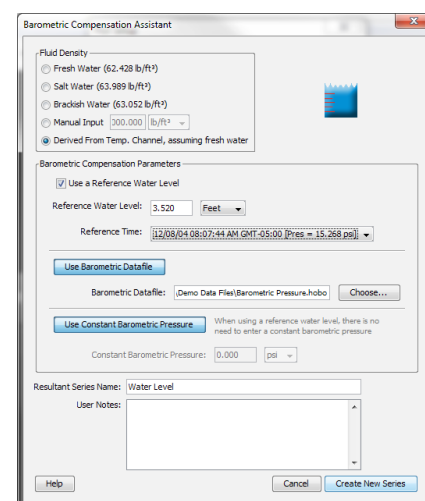 Barometric Compensation Assistant
Fluid Density
Fresh Water (62.428 lb/ft³)
Salt Water (63.989 lb/ft³)
Brackish Water (63.052 lb/ft³)
Manual Input 300.000 lb/ft³
Derived From Temp. Channel, assuming fresh water
Barometric Compensation Parameters
Use a Reference Water Level
Reference Water Level: 3.520 Feet
Reference Time: 12/08/04 08:07:44 AM GMT-05:00 [Pres = 15.268 psi]
Use Barometric Datafile
Barometric Datafile: \Demo Data Files\Barometric Pressure.hobo Choose...
Use Constant Barometric Pressure
When using a reference water level, there is no
need to enter a constant barometric pressure
Constant Barometric Pressure: 0.000 psi
Resultant Series Name: Water Level
User Notes:
Help Cancel Create New Series